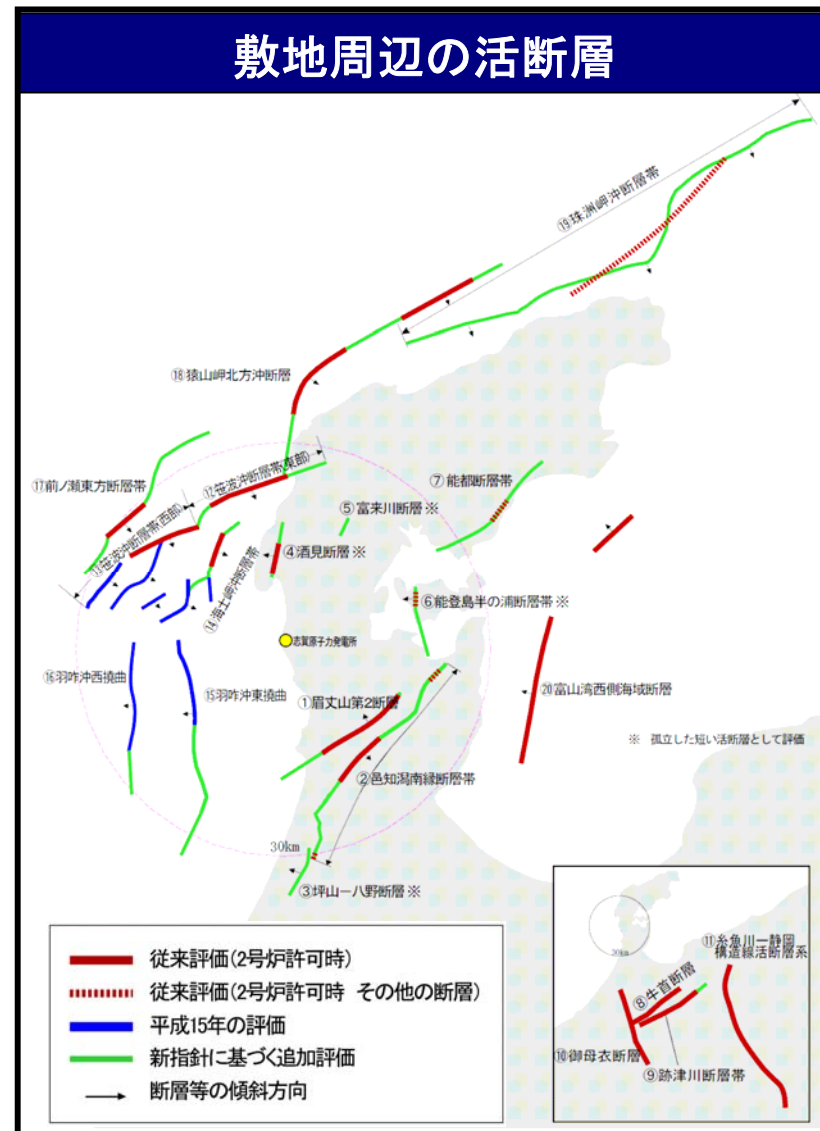 敷地周辺の活断層
⑲珠洲岬沖断層帯
⑱猿山岬北方沖断層
⑰前ノ瀬東方断層帯
⑫笹波沖断層帯(東部)
⑦能都断層帯
⑤富来川断層※
⑬笹波沖断層帯(西部)
④酒見断層※
⑭海士岬沖断層帯
⑥能登島半の浦断層帯※
志賀原子力発電所
⑯羽咋沖西撓曲
⑮羽咋沖東撓曲
①眉丈山第2断層
⑳富山湾西側海域断層
※ 孤立した短い活断層として評価
②邑知潟南縁断層帯
30km
③坪山－八野断層※
従来評価(2号炉許可時)
従来評価(2号炉許可時 その他の断層)
平成15年の評価
新指針に基づく追加評価
断層等の傾斜方向
30km
⑪糸魚川－静岡
構造線活断層系
⑧牛首断層
⑩御母衣断層
⑨跡津川断層帯